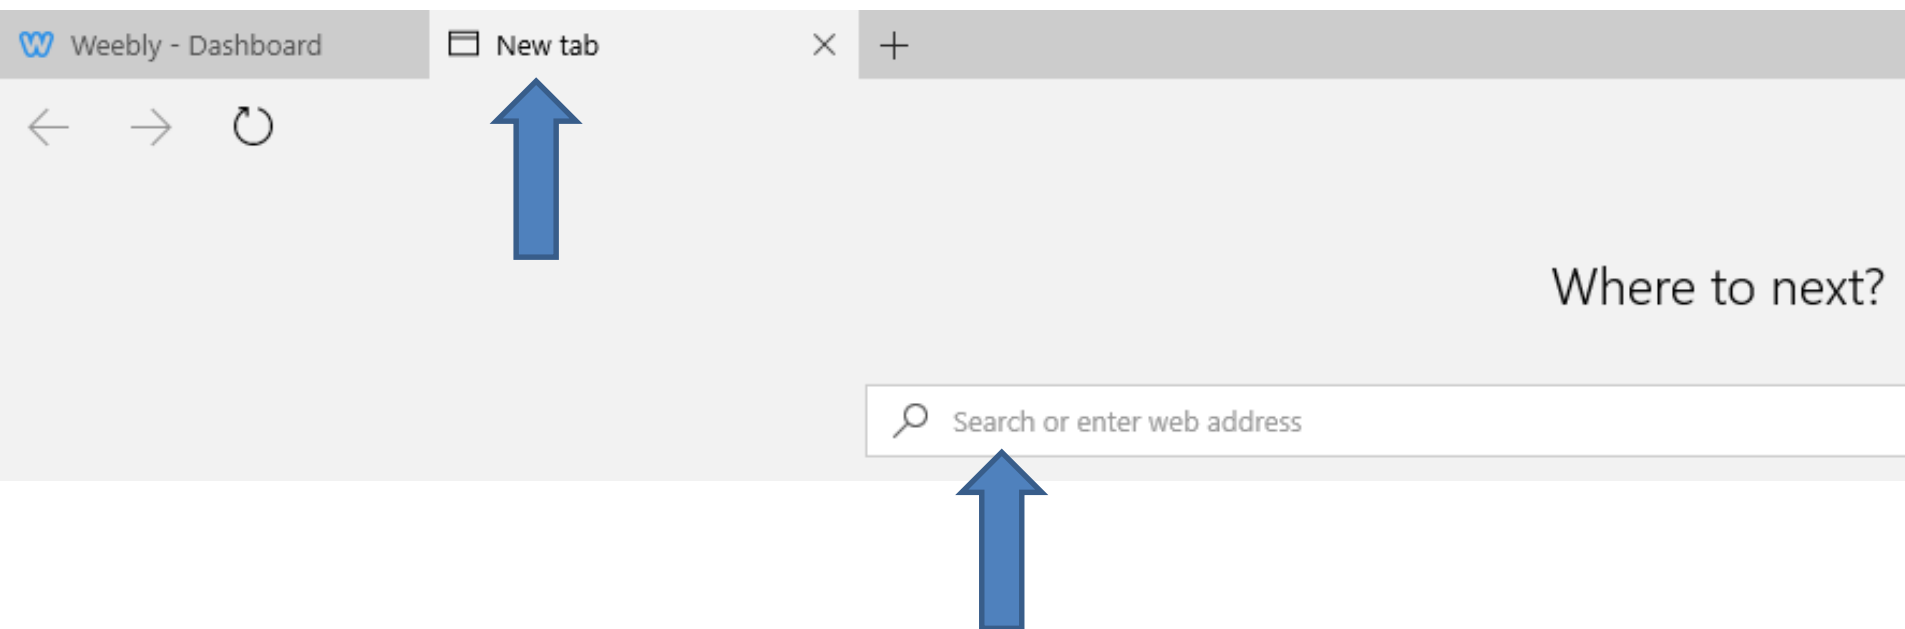 Weebly - Dashboard
New tab
Where to next?
Search or enter web address